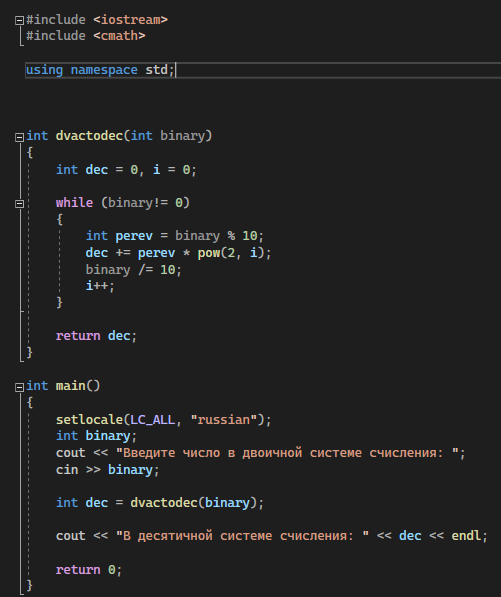 #include <iostream>
#include <cmath>
using namespace std;
int dvactodec(int binary)
{
int dec = 0, i = 0;
while (binary!= 0)
{
int perev = binary % 10;
dec += perev * pow(2, i);
binary /= 10;
i++;
}
return dec;
}
int main()
{
setlocale(LC_ALL, "russian");
int binary;
cout << "Введите число в двоичной системе счисления: ";
cin >> binary;
int dec = dvactodec(binary);
cout << "В десятичной системе счисления: " << dec << endl;
return 0;
}